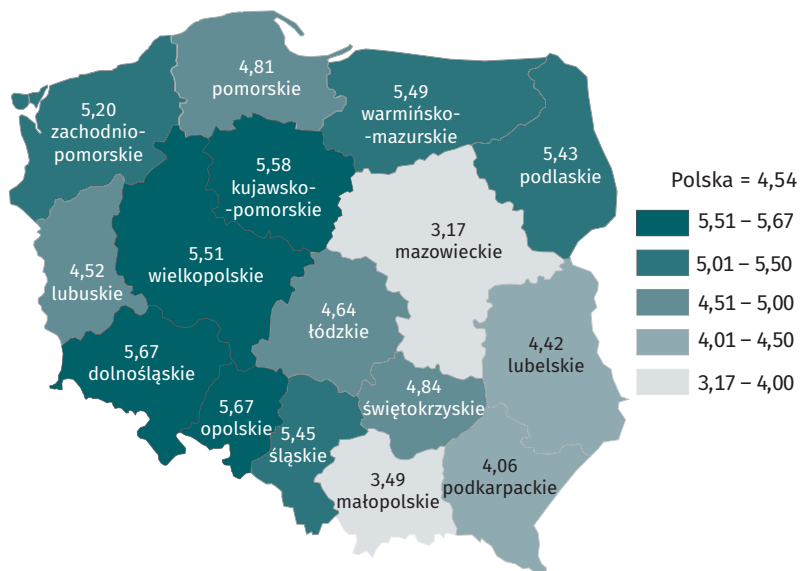 4,81
pomorskie
5,49
warmińsko-
-mazurskie
5,20
zachodnio-
pomorskie
5,43
podlaskie
5,58
kujawsko-
-pomorskie
Polska = 4,54
5,51 – 5,67
5,01 – 5,50
4,51 – 5,00
4,01 – 4,50
3,17 – 4,00
3,17
mazowieckie
5,51
wielkopolskie
4,52
lubuskie
4,64
łódzkie
4,42
lubelskie
5,67
dolnośląskie
4,84
świętokrzyskie
5,67
opolskie
5,45
śląskie
3,49
małopolskie
4,06
podkarpackie